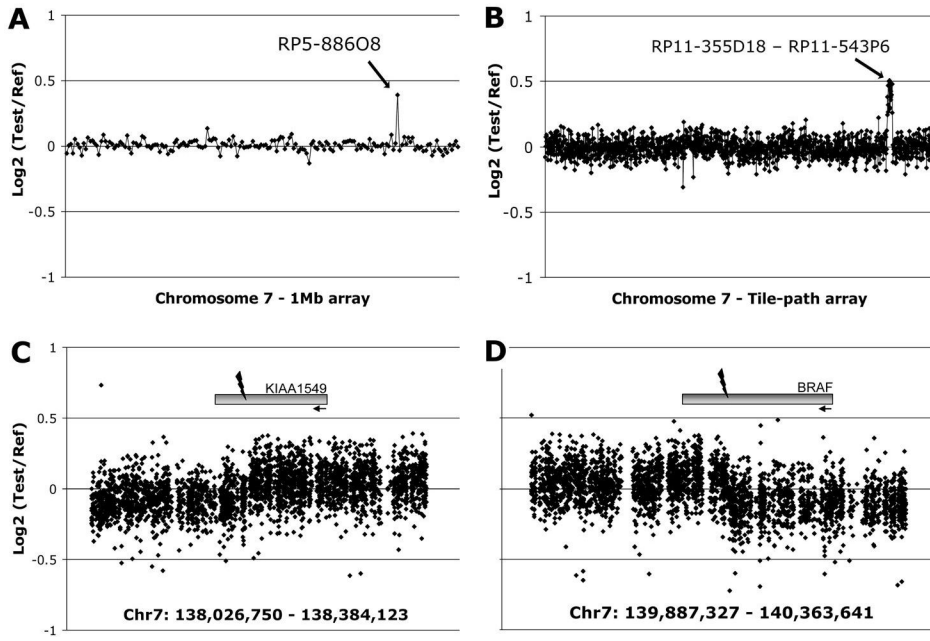 A
1
RP5-886O8
0.5
0
-0.5
-1
Log2 (Test/Ref)
Chromosome 7 - 1Mb array
B
1
RP11-355D18 – RP11-543P6
0.5
0
-0.5
-1
Log2 (Test/Ref)
Chromosome 7 - Tile-path array
C
1
KIAA1549
0.5
0
-0.5
-1
Log2 (Test/Ref)
Chr7: 138,026,750 - 138,384,123
D
BRAF
Chr7: 139,887,327 - 140,363,641